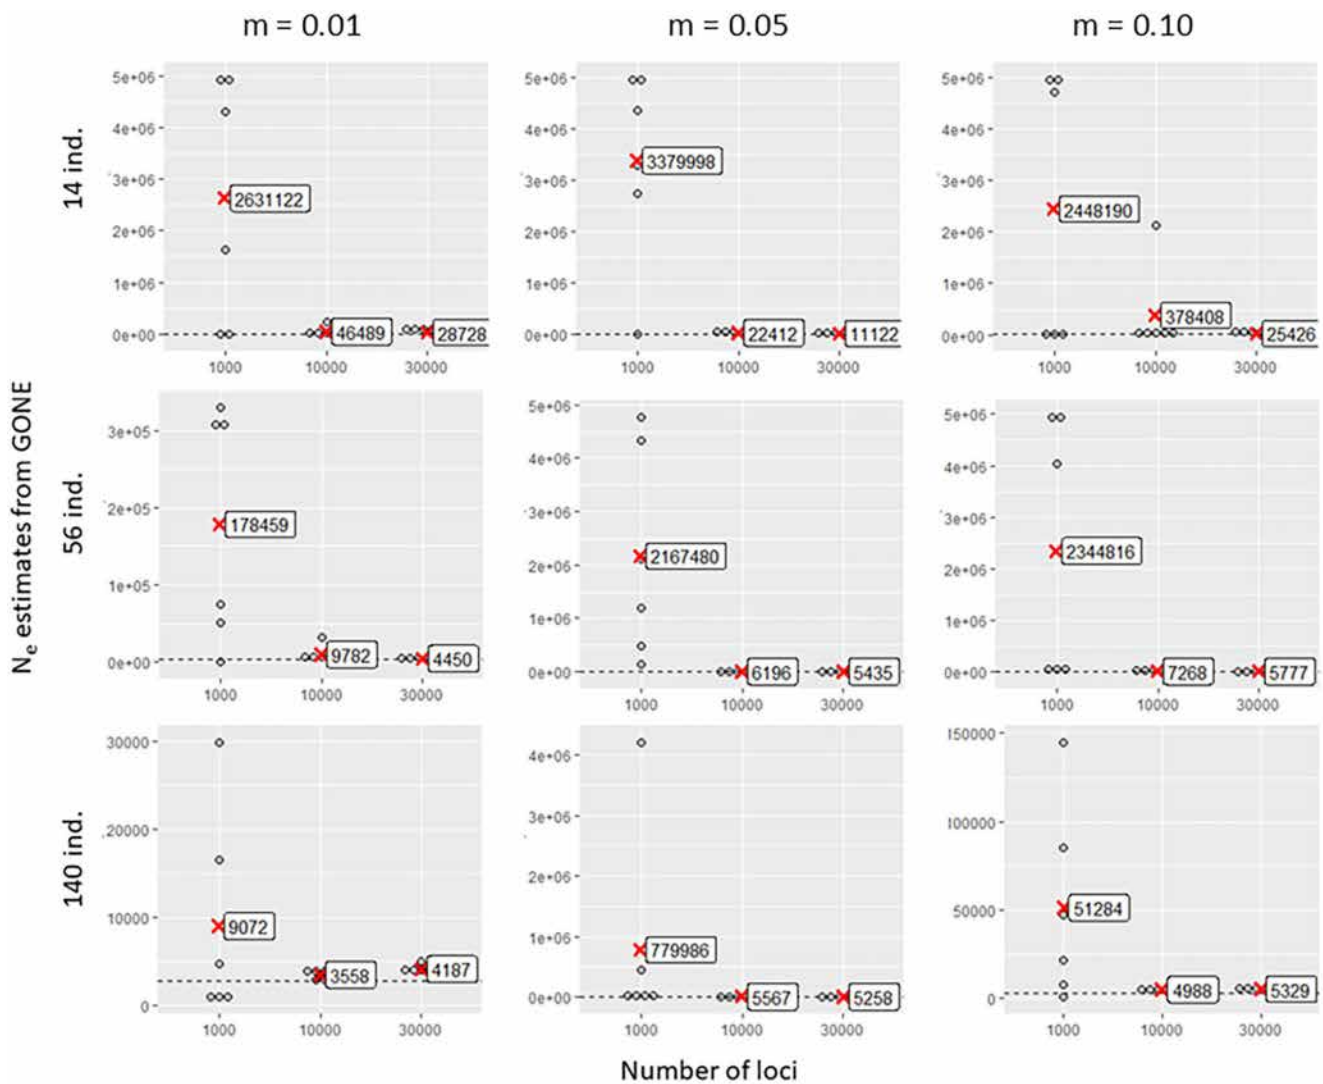 m = 0.01
m = 0.05
m = 0.10
Ne estimates from GONE
14 ind.
5e+06
4e+06
3e+06
2e+06
1e+06
0e+00
2631122
46489
28728
1000
10000
30000
5e+06
4e+06
3e+06
2e+06
1e+06
0e+00
3379998
22412
11122
1000
10000
30000
5e+06
4e+06
3e+06
2e+06
1e+06
0e+00
2448190
378408
25426
1000
10000
30000
56 ind.
3e+05
2e+05
1e+05
0e+00
178459
9782
4450
1000
10000
30000
5e+06
4e+06
3e+06
2e+06
1e+06
0e+00
2167480
6196
5435
1000
10000
30000
5e+06
4e+06
3e+06
2e+06
1e+06
0e+00
2344816
7268
5777
1000
10000
30000
140 ind.
30000
20000
10000
0
9072
3558
4187
1000
10000
30000
4e+06
3e+06
2e+06
1e+06
0e+00
779986
5567
5258
1000
10000
30000
150000
100000
50000
0
51284
4988
5329
1000
10000
30000
Number of loci